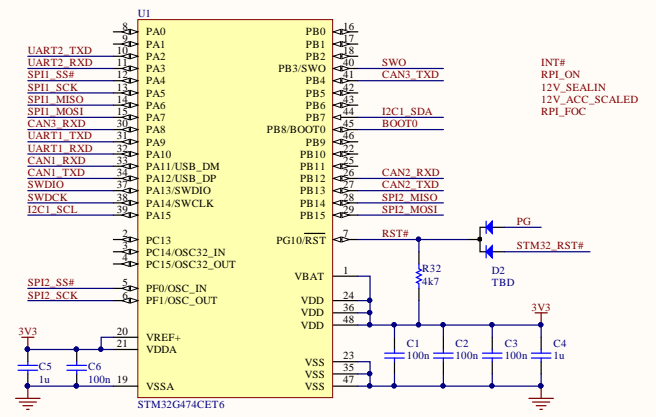 U1
8 PA0 PB0 16
9 PA1 PB1 17
UART2_TXD 10 PA2 PB2 18
UART2_RXD 11 PA3 PB3/SWO 40 SWO INT#
SPI1_SS# 12 PA4 PB4 41 CAN3_TXD RPI_ON
SPI1_SCK 13 PA5 PB5 42 12V_SEALIN
SPI1_MISO 14 PA6 PB6 43 12V_ACC_SCALED
SPI1_MOSI 15 PA7 PB7 44 I2C1_SDA RPI_FOC
CAN3_RXD 30 PA8 PB8/BOOT0 45 BOOT0
UART1_TXD 31 PA9 PB9 46
UART1_RXD 32 PA10 PB10 22
CAN1_RXD 33 PA11/USB_DM PB11 25
CAN1_TXD 34 PA12/USB_DP PB12 26 CAN2_RXD
SWDIO 37 PA13/SWDIO PB13 27 CAN2_TXD
SWDCK 38 PA14/SWCLK PB14 28 SPI2_MISO
I2C1_SCL 39 PA15 PB15 29 SPI2_MOSI
PG
2 PC13 PG10/RST 7 RST#
3 PC14/OSC32_IN STM32_RST#
4 PC15/OSC32_OUT
R32 D2
VBAT 1 4k7 TBD
SPI2_SS# 5 PF0/OSC_IN
SPI2_SCK 6 PF1/OSC_OUT VDD 24
VDD 36 3V3
VDD 48
3V3 20 VREF+
21 VDDA C1 C2 C3 C4
100n 100n 100n 1u
VSS 23
C5 C6 VSS 35
1u 100n 19 VSSA VSS 47
STM32G474CET6